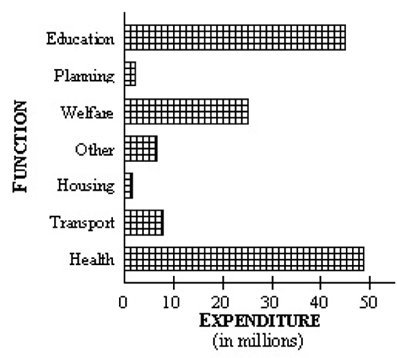 FUNCTION
Education
Planning
Welfare
Other
Housing
Transport
Health
0 10 20 30 40 50
EXPENDITURE
(in millions)